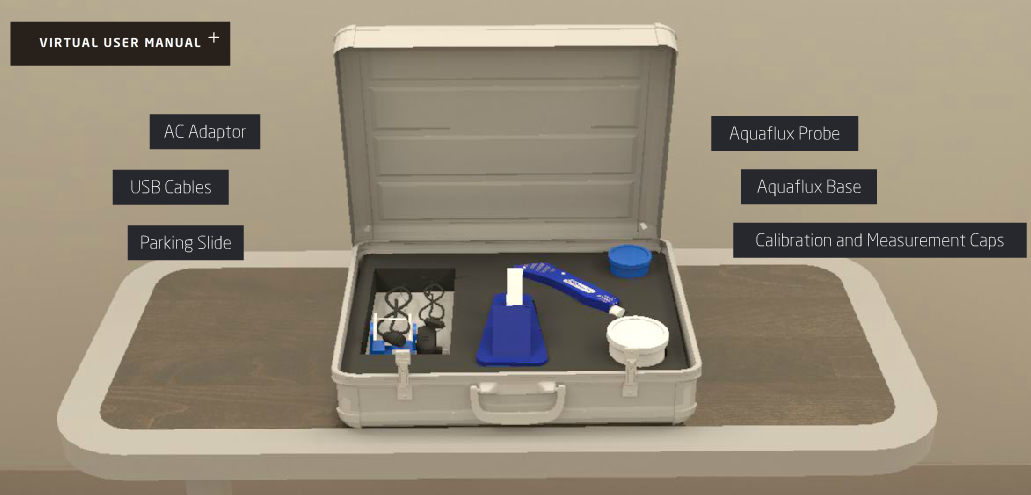 VIRTUAL USER MANUAL +
AC Adaptor
USB Cables
Parking Slide
Aquaflux Probe
Aquaflux Base
Calibration and Measurement Caps